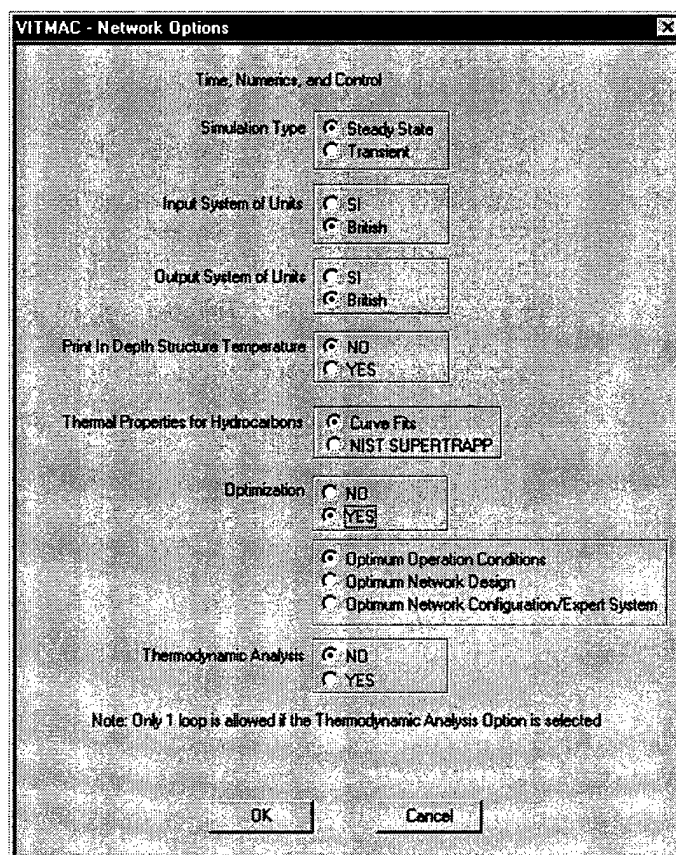 VITMAC - Network Options
Time, Numerics, and Control
Simulation Type
Steady State
Transient
Input System of Units
SI
British
Output System of Units
SI
British
Print In Depth Structure Temperature
NO
YES
Thermal Properties for Hydrocarbons
Curve Fits
NIST SUPERTRAPP
Optimization
NO
YES
Optimum Operation Conditions
Optimum Network Design
Optimum Network Configuration/Expert System
Thermodynamic Analysis
NO
YES
Note: Only 1 loop is allowed if the Thermodynamic Analysis Option is selected
OK
Cancel